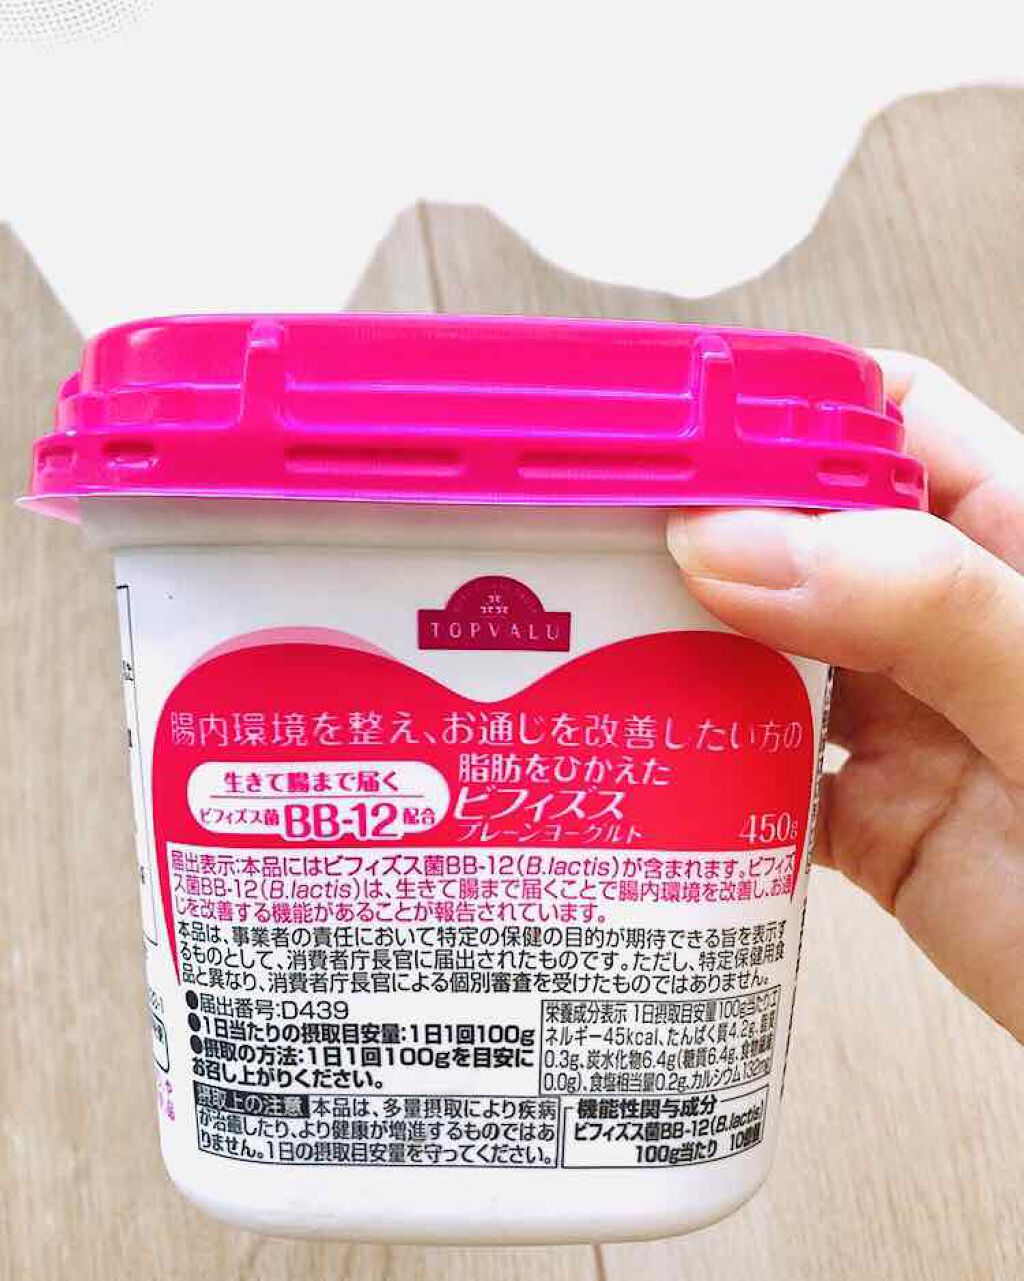 TOPVALU
腸内環境を整え、お通じを改善したい方の
生きて腸まで届く
ビフィズス菌BB-12配合
脂肪をひかえた
ビフィズス
プレーンヨーグルト
450g
届出表示:本品にはビフィズス菌BB-12(B.lactis)が含まれます。ビフィズ
ス菌BB-12(B.lactis)は、生きて腸まで届くことで腸内環境を改善し、お通
じを改善する機能があることが報告されています。
本品は、事業者の責任において特定の保健の目的が期待できる旨を表示す
るものとして、消費者庁長官に届出されたものです。ただし、特定保健用食
品と異なり、消費者庁長官による個別審査を受けたものではありません。
●届出番号:D439
●1日当たりの摂取目安量:1日1回100g
●摂取の方法:1日1回100gを目安に
お召し上がりください。
栄養成分表示 1日摂取目安量100g当たり エ
ネルギー45kcal、たんぱく質4.2g、脂質
0.3g、炭水化物6.4g(糖質6.4g、食物繊維
0.0g)、食塩相当量0.2g、カルシウム132mg
摂取上の注意 本品は、多量摂取により疾病
が治癒したり、より健康が増進するものではあ
りません。1日の摂取目安量を守ってください。
機能性関与成分
ビフィズス菌BB-12(B.lactis)
100g当たり 10億個